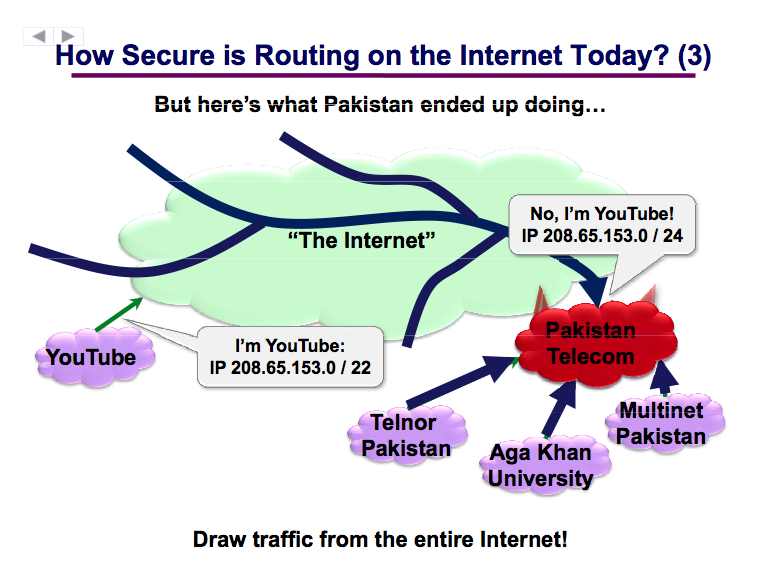 How Secure is Routing on the Internet Today? (3)
But here's what Pakistan ended up doing…
No, I'm YouTube!
IP 208.65.153.0 / 24
“The Internet”
Pakistan
Telecom
I'm YouTube:
IP 208.65.153.0 / 22
YouTube
Telnor
Pakistan
Aga Khan
University
Multinet
Pakistan
Draw traffic from the entire Internet!